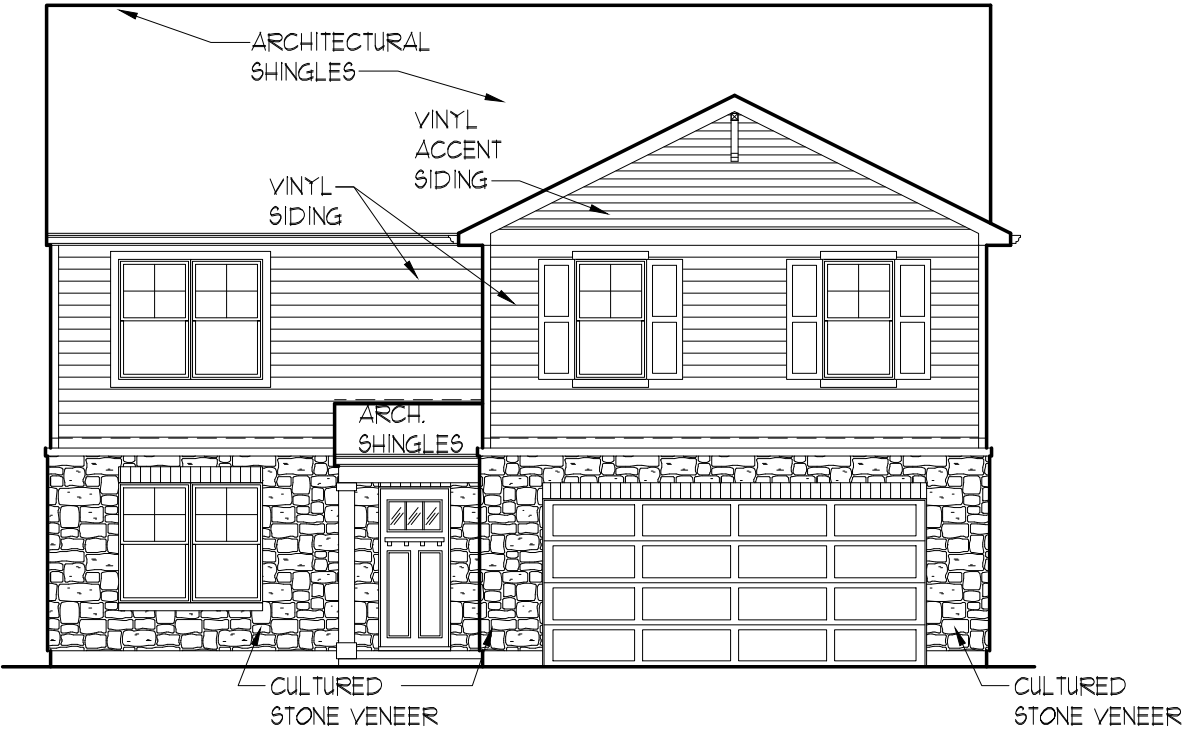 ARCHITECTURAL
SHINGLES
VINYL
ACCENT
SIDING
VINYL
SIDING
ARCH.
SHINGLES
CULTURED
STONE VENEER
CULTURED
STONE VENEER